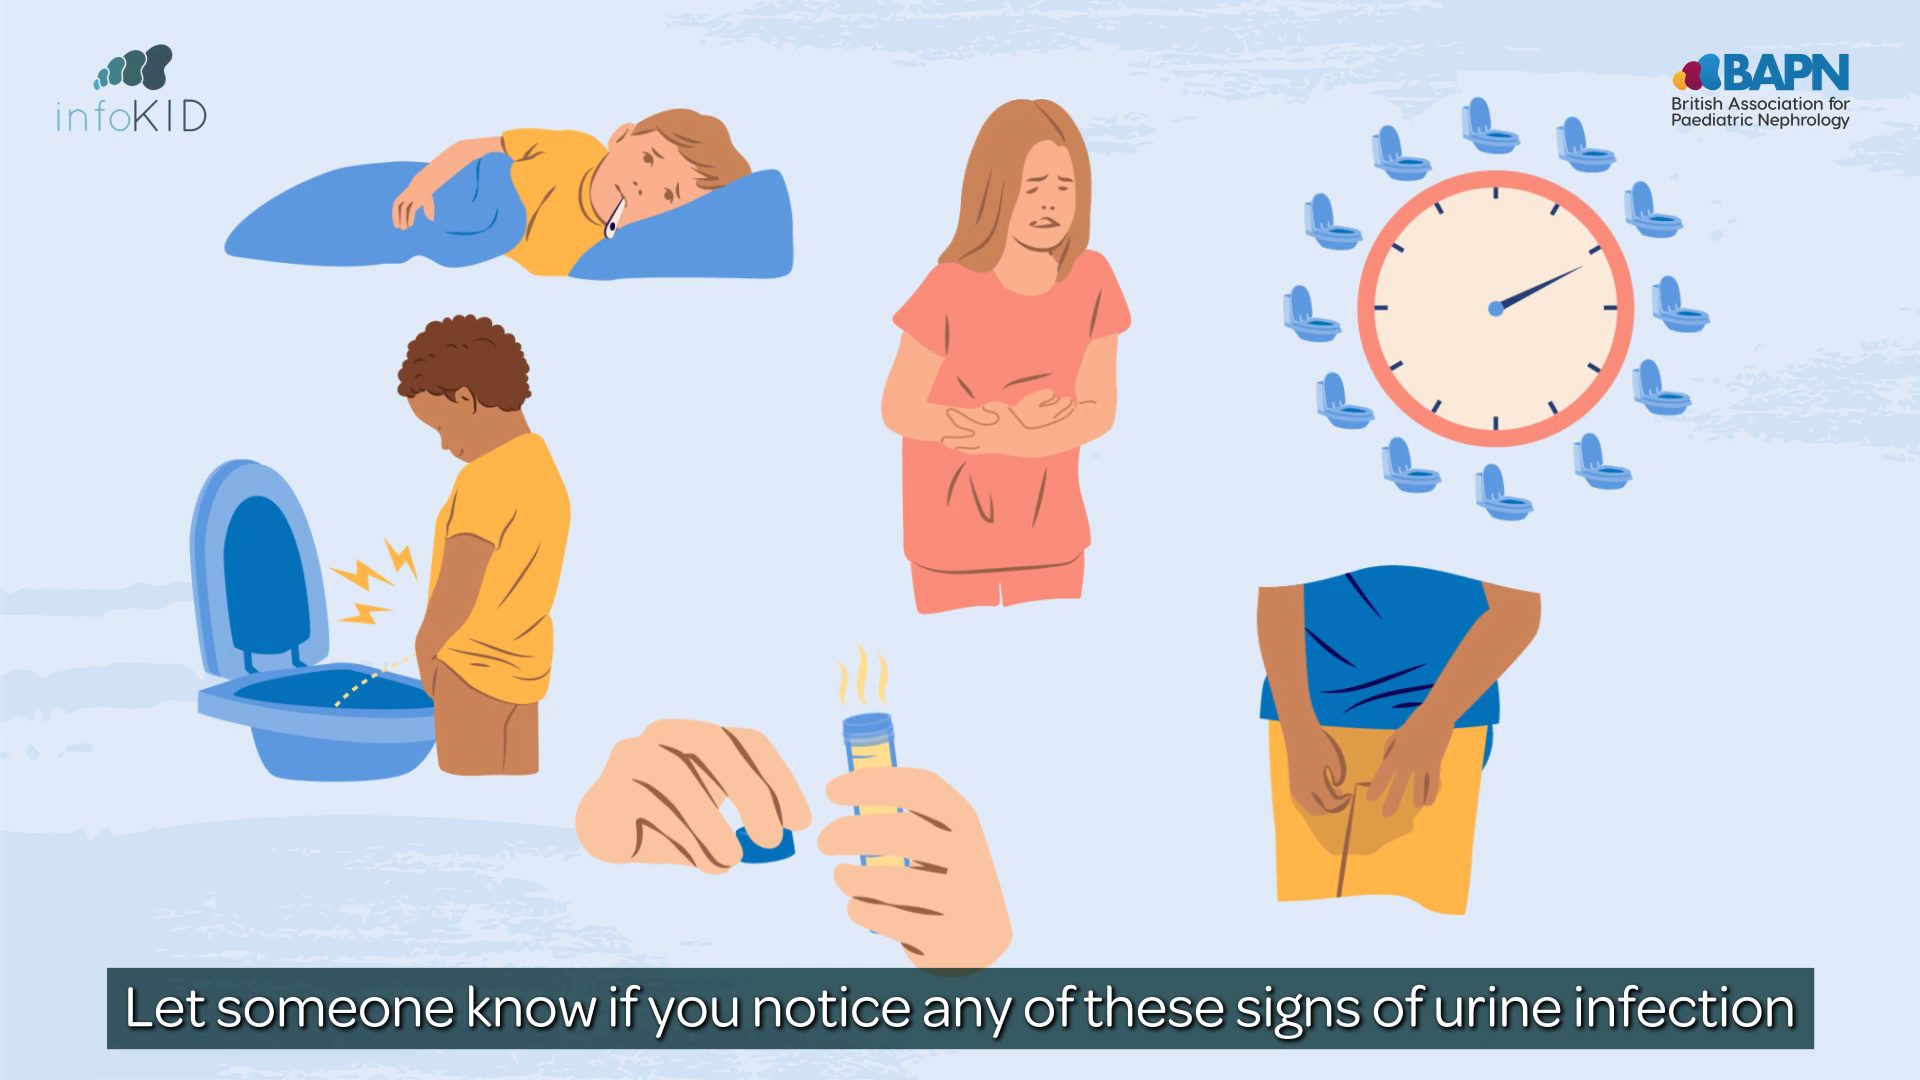 infoKID
BAPN
British Association for
Paediatric Nephrology
Let someone know if you notice any of these signs of urine infection